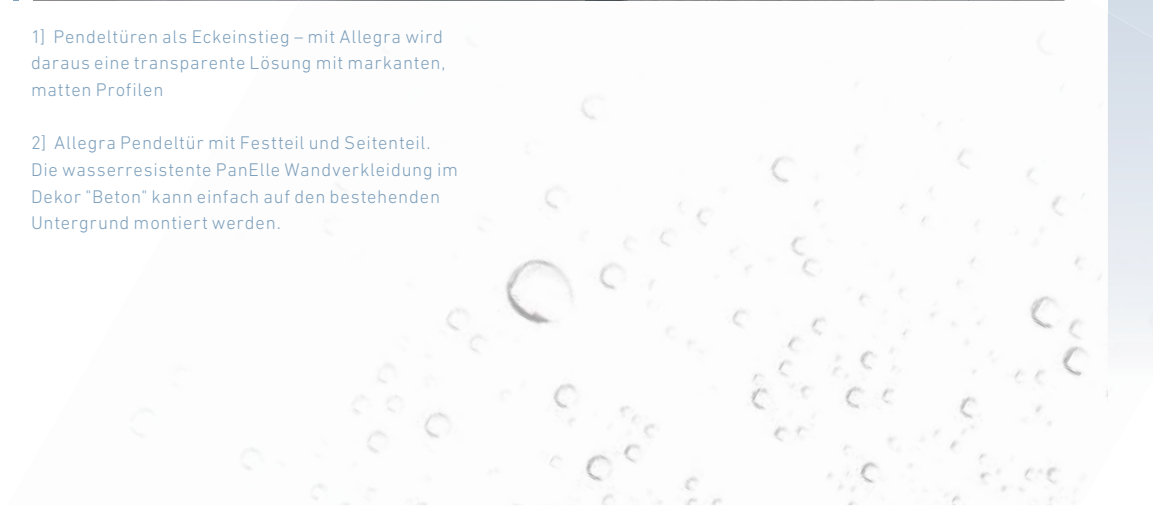 1] Pendeltüren als Eckeinstieg – mit Allegra wird
daraus eine transparente Lösung mit markanten,
matten Profilen
2] Allegra Pendeltür mit Festteil und Seitenteil.
Die wasserresistente PanElle Wandverkleidung im
Dekor "Beton" kann einfach auf den bestehenden
Untergrund montiert werden.